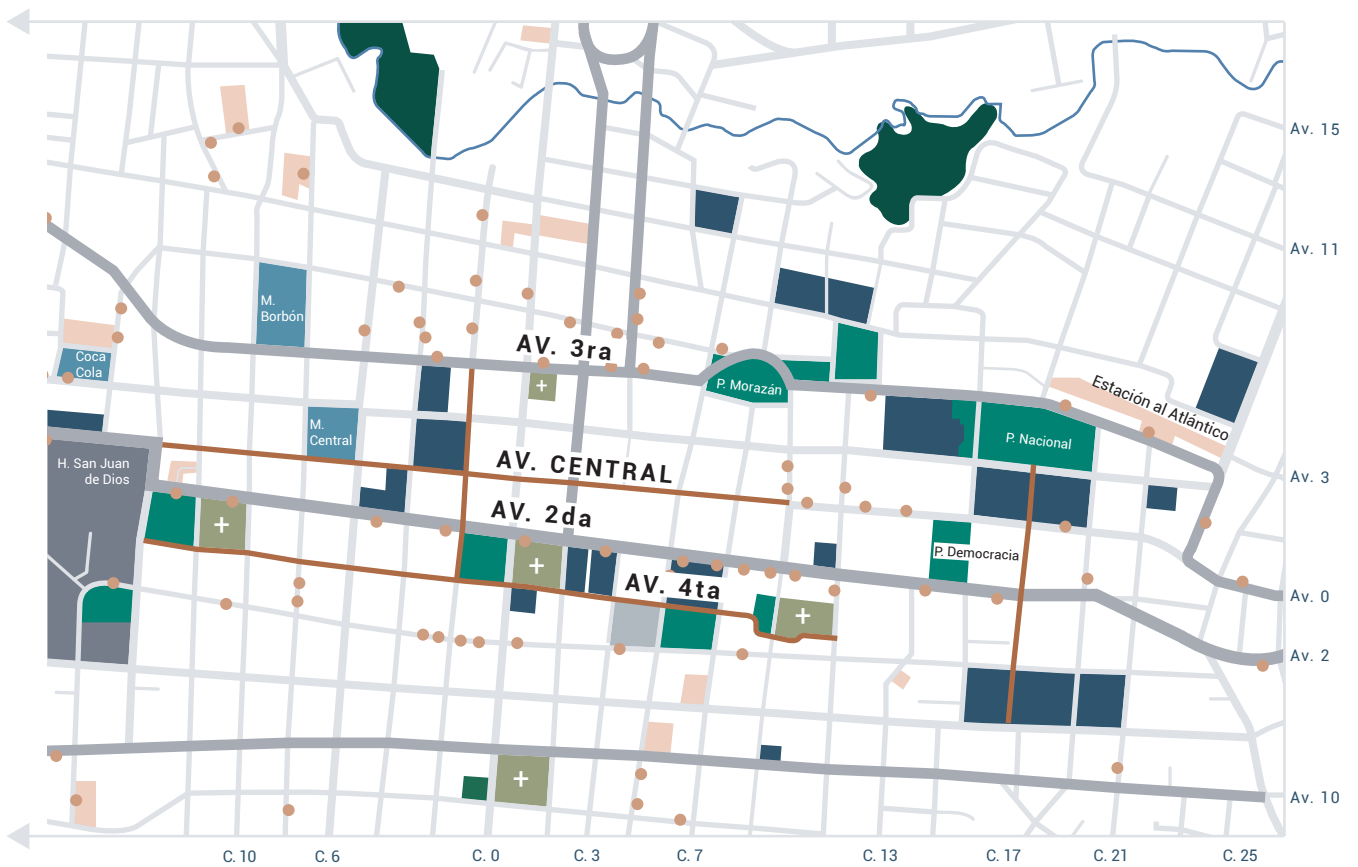 Av. 15
Av. 11
M.
Borbón
AV. 3ra
Coca
Cola
P. Morazán
Estación al Atlántico
M.
Central
P. Nacional
H. San Juan
de Dios
AV. CENTRAL
Av. 3
AV. 2da
P. Democracia
AV. 4ta
Av. 0
Av. 2
Av. 10
C. 10
C. 6
C. 0
C. 3
C. 7
C. 13
C. 17
C. 21
C. 25